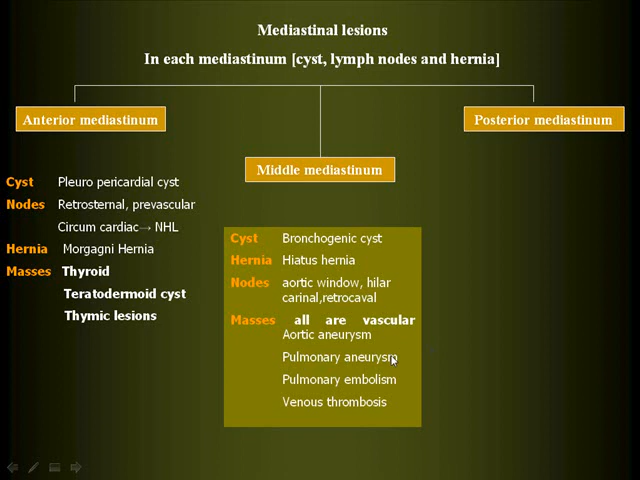 Mediastinal lesions
In each mediastinum [cyst, lymph nodes and hernia]
Anterior mediastinum
Cyst Pleuro pericardial cyst
Nodes Retrosternal, prevascular
Circum cardiac→ NHL
Hernia Morgagni Hernia
Masses Thyroid
Teratodermoid cyst
Thymic lesions
Middle mediastinum
Cyst Bronchogenic cyst
Hernia Hiatus hernia
Nodes aortic window, hilar
carinal,retrocaval
Masses all are vascular
Aortic aneurysm
Pulmonary aneurysm
Pulmonary embolism
Venous thrombosis
Posterior mediastinum